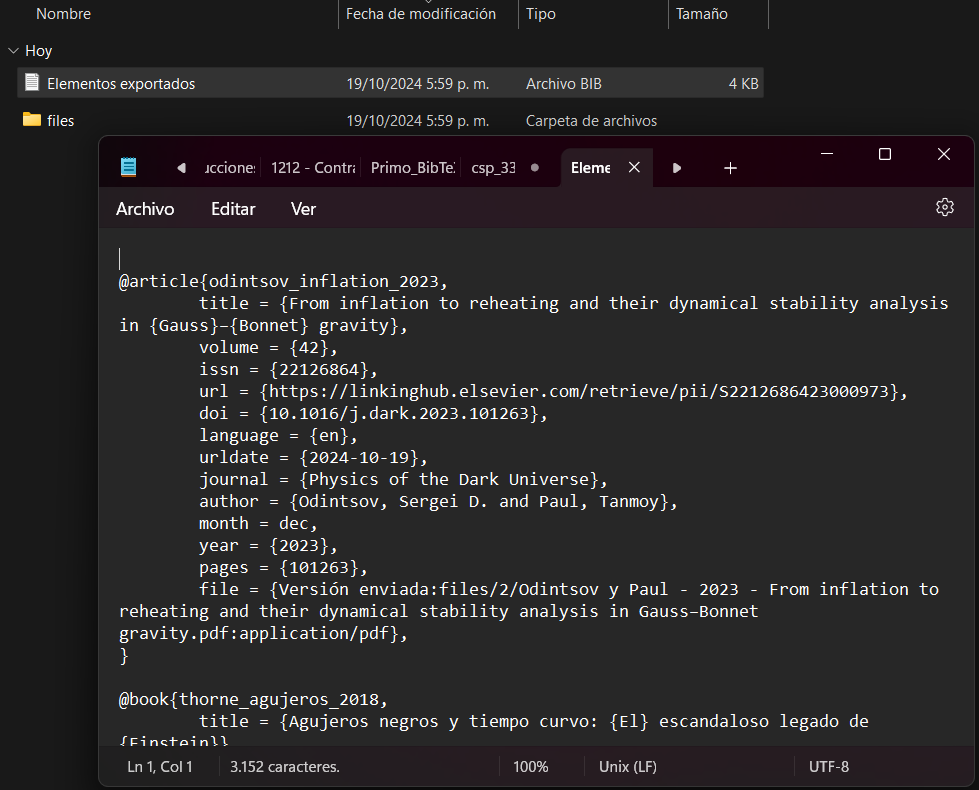 Nombre Fecha de modificación Tipo Tamaño
Hoy
Elementos exportados 19/10/2024 5:59 p. m. Archivo BIB 4 KB
files 19/10/2024 5:59 p. m. Carpeta de archivos
ucciones 1212 - Contra Primo_BibTe csp_33 Eleme
Archivo Editar Ver
@article{odintsov_inflation_2023,
title = {From inflation to reheating and their dynamical stability analysis
in {Gauss}–{Bonnet} gravity},
volume = {42},
issn = {22126864},
url = {https://linkinghub.elsevier.com/retrieve/pii/S2212686423000973},
doi = {10.1016/j.dark.2023.101263},
language = {en},
urldate = {2024-10-19},
journal = {Physics of the Dark Universe},
author = {Odintsov, Sergei D. and Paul, Tanmoy},
month = dec,
year = {2023},
pages = {101263},
file = {Versión enviada:files/2/Odintsov y Paul - 2023 - From inflation to
reheating and their dynamical stability analysis in Gauss–Bonnet
gravity.pdf:application/pdf},
}
@book{thorne_agujeros_2018,
title = {Agujeros negros y tiempo curvo: {El} escandaloso legado de
{Einstein}}
Ln 1, Col 1 3.152 caracteres. 100% Unix (LF) UTF-8